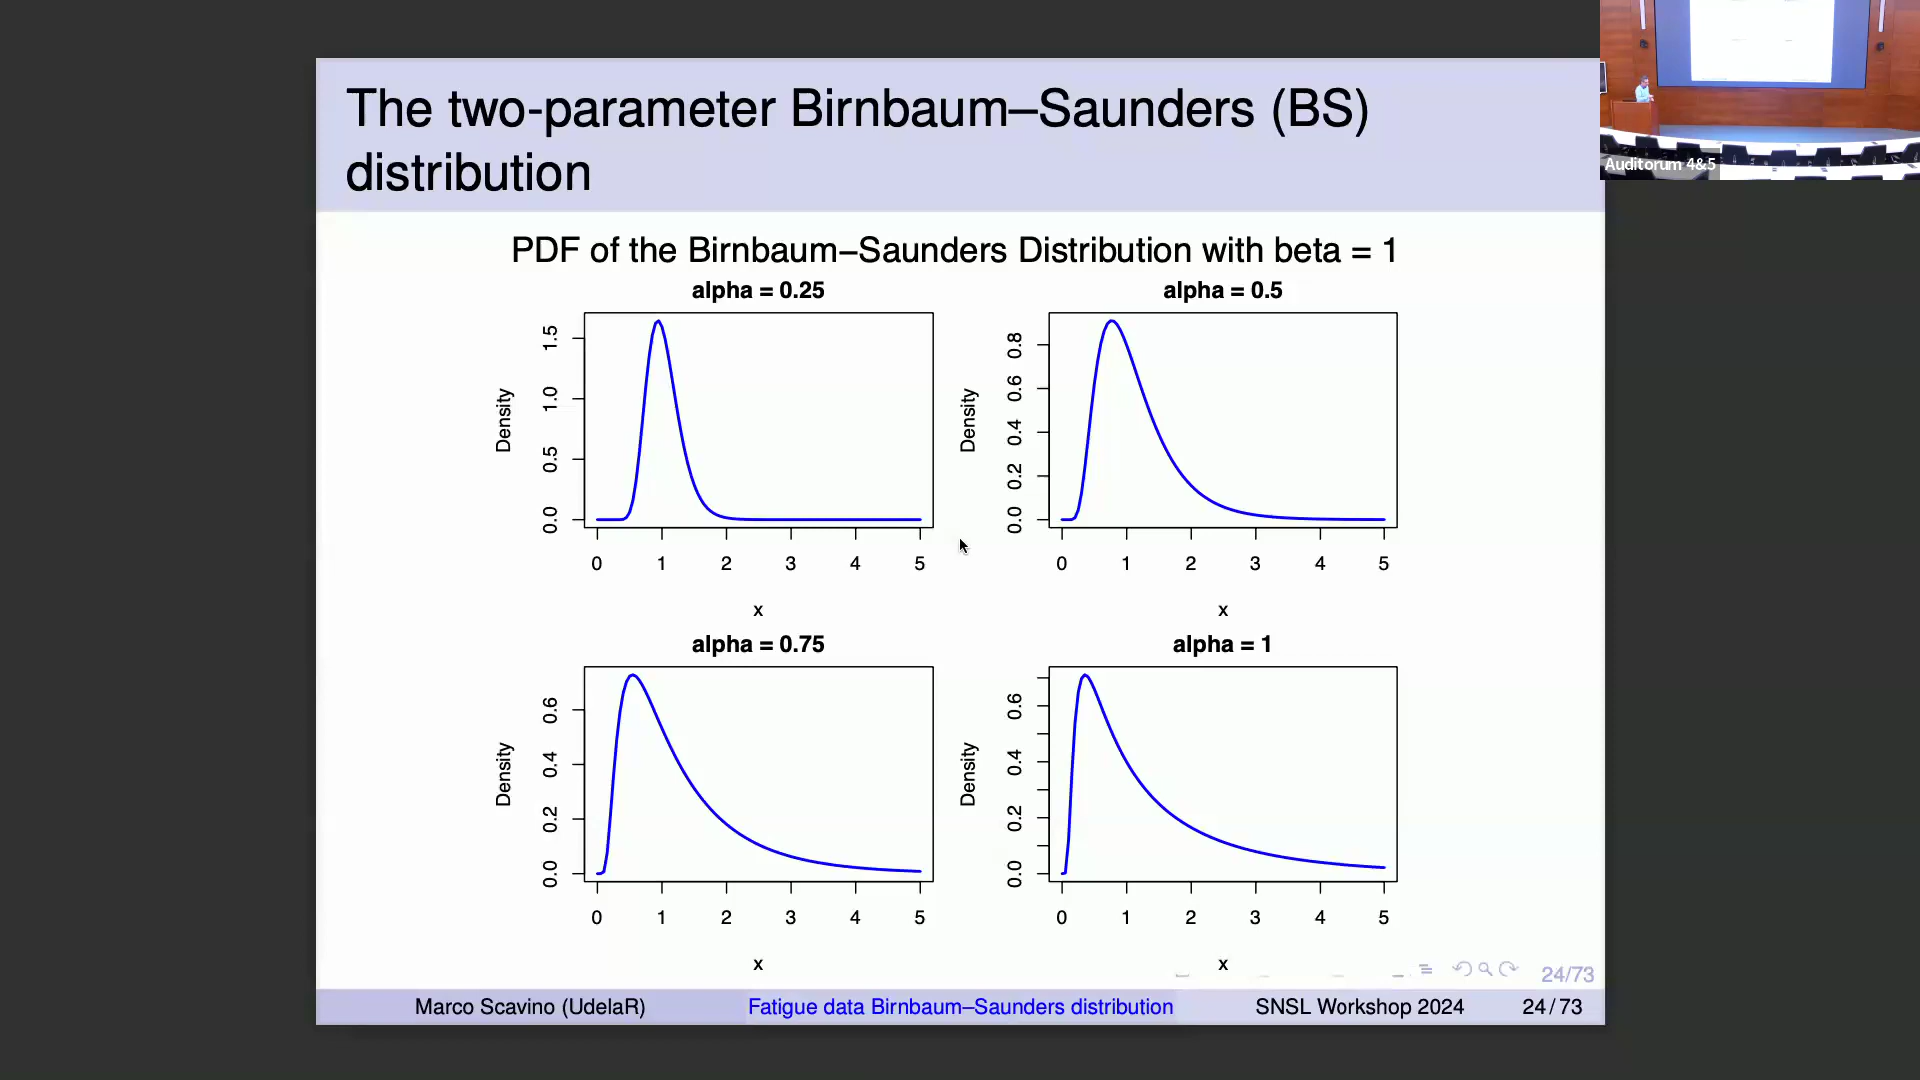 The two-parameter Birnbaum–Saunders (BS)
distribution
Auditorum 4&5
PDF of the Birnbaum–Saunders Distribution with beta = 1
alpha = 0.25
Density
0.0 0.5 1.0 1.5
0 1 2 3 4 5
x
alpha = 0.5
Density
0.0 0.2 0.4 0.6 0.8
0 1 2 3 4 5
x
alpha = 0.75
Density
0.0 0.2 0.4 0.6
0 1 2 3 4 5
x
alpha = 1
Density
0.0 0.2 0.4 0.6
0 1 2 3 4 5
x
24/73
Marco Scavino (UdelaR) Fatigue data Birnbaum–Saunders distribution SNSL Workshop 2024 24 / 73